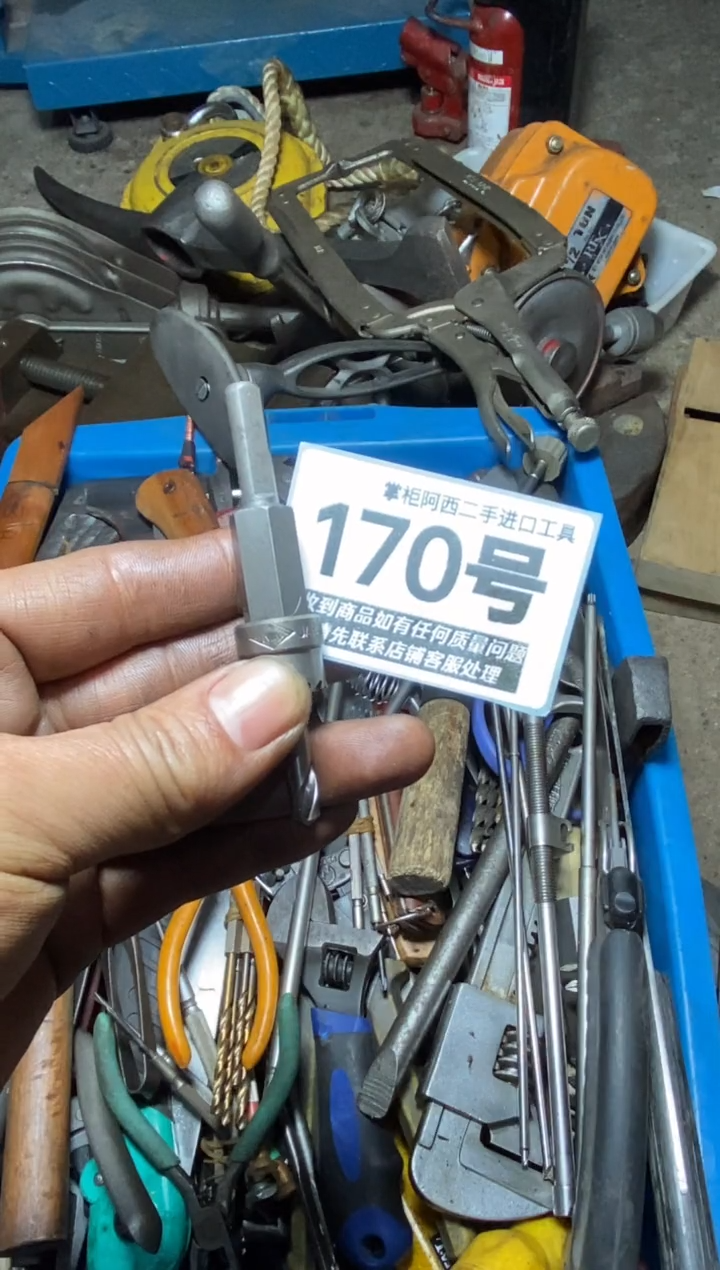 掌柜阿西二手进口工具
170号
收到商品如有任何质量问题
先联系店铺客服处理